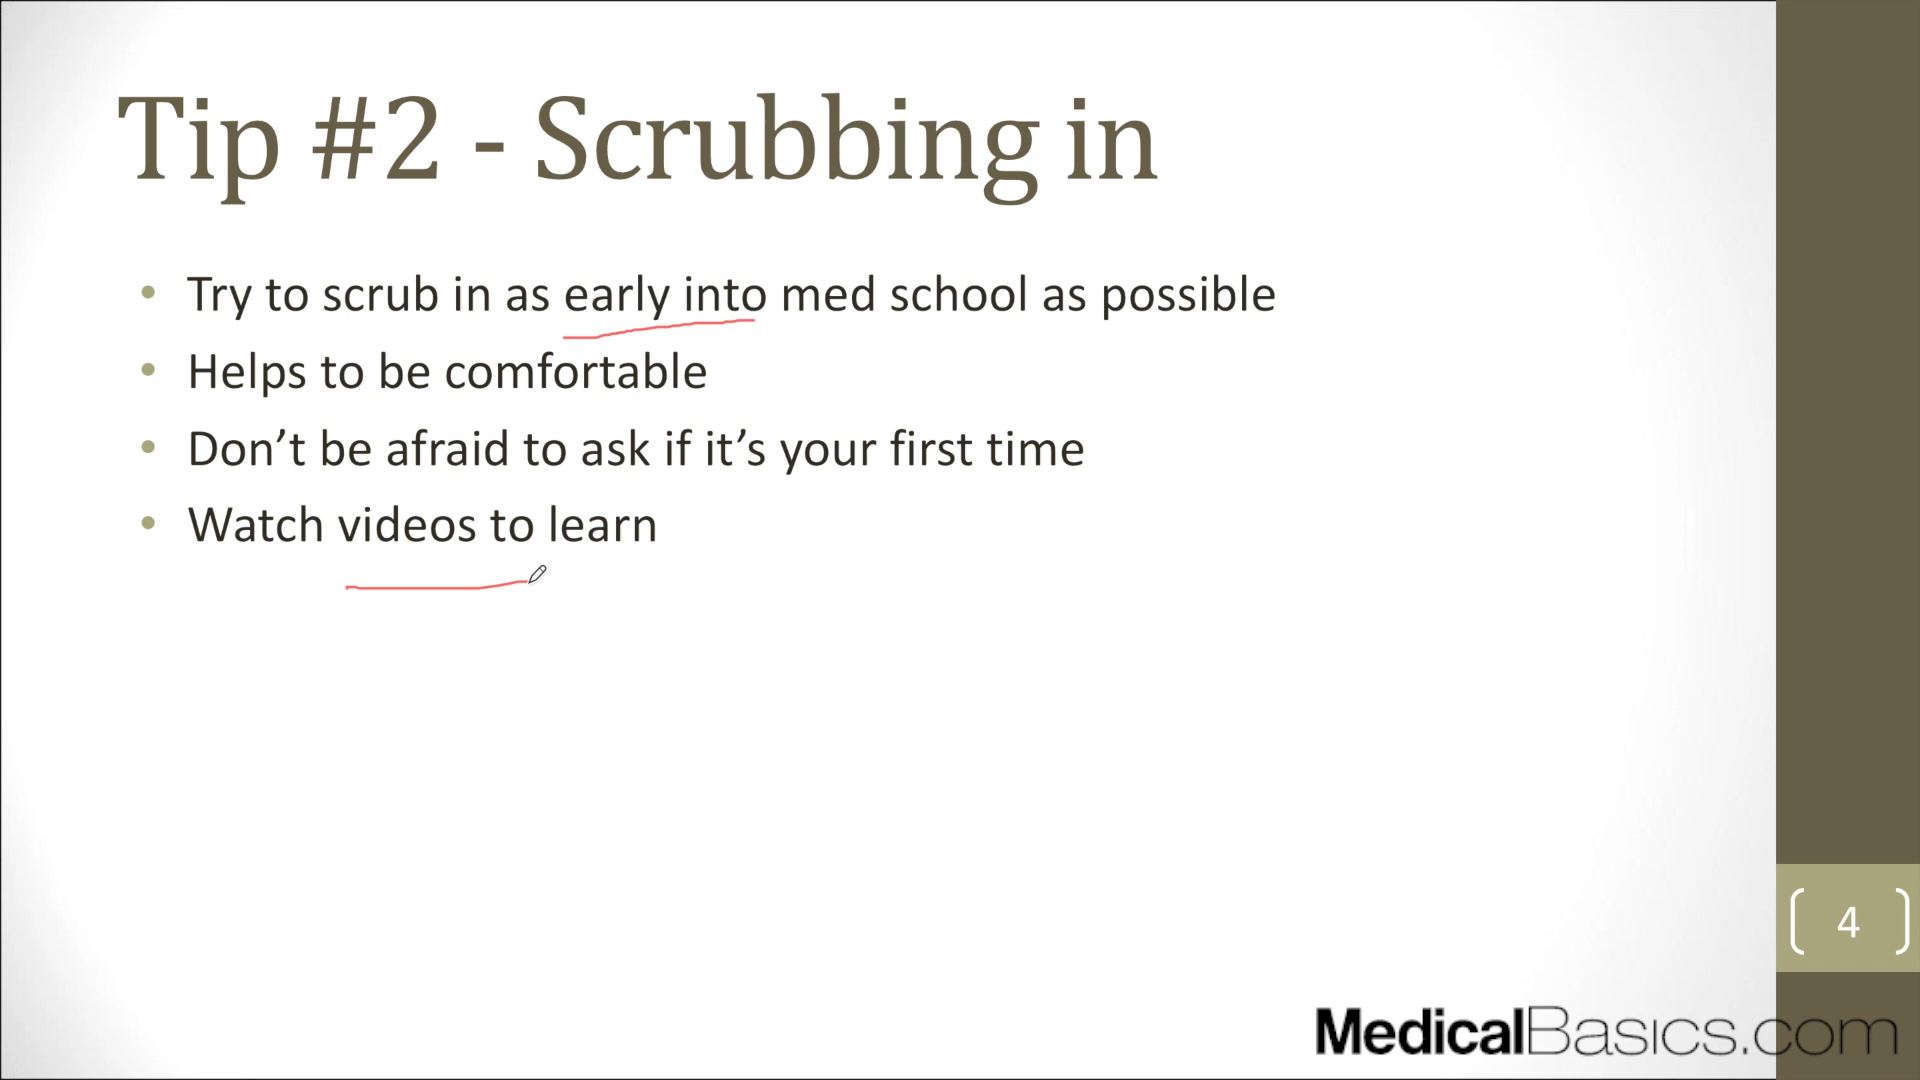 Tip #2 - Scrubbing in
• Try to scrub in as early into med school as possible
• Helps to be comfortable
• Don’t be afraid to ask if it’s your first time
• Watch videos to learn
4
MedicalBasics.com